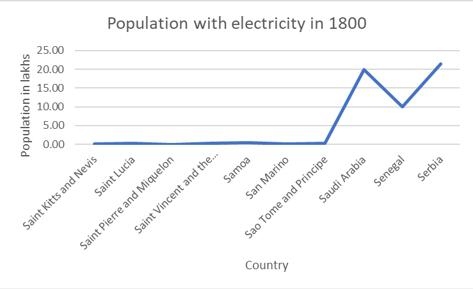 Population with electricity in 1800
Population in lakhs
25.00
20.00
15.00
10.00
5.00
0.00
Saint Kitts and Nevis
Saint Lucia
Saint Pierre and Miquelon
Saint Vincent and the...
Samoa
San Marino
Sao Tome and Principe
Saudi Arabia
Senegal
Serbia
Country